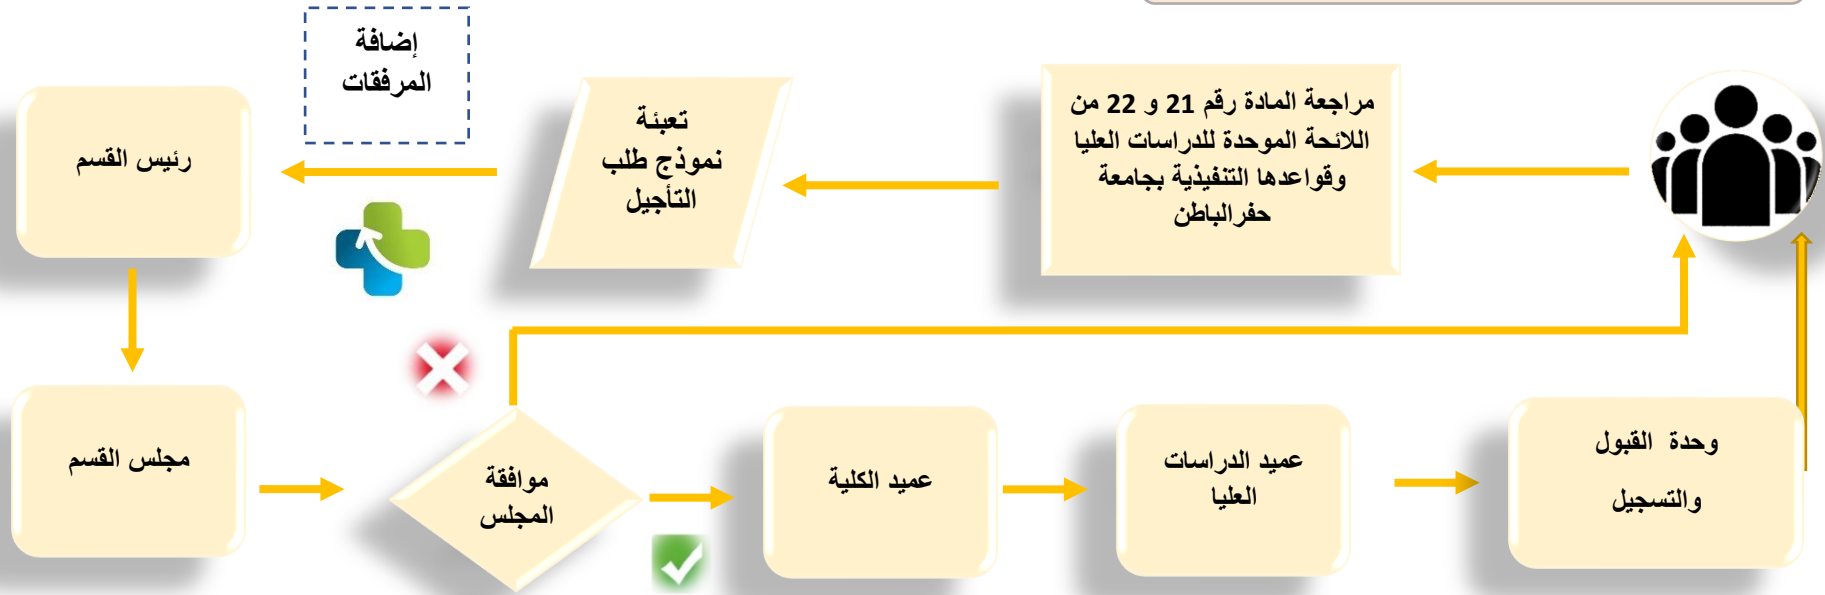 مراجعة المادة رقم 21 و 22 من
اللائحة الموحدة للدراسات العليا
وقواعدها التنفيذية بجامعة
حفرالباطن
تعبئة
نموذج طلب
التأجيل
إضافة
المرفقات
رئيس القسم
مجلس القسم
موافقة
المجلس
عميد الكلية
عميد الدراسات
العليا
وحدة القبول
والتسجيل